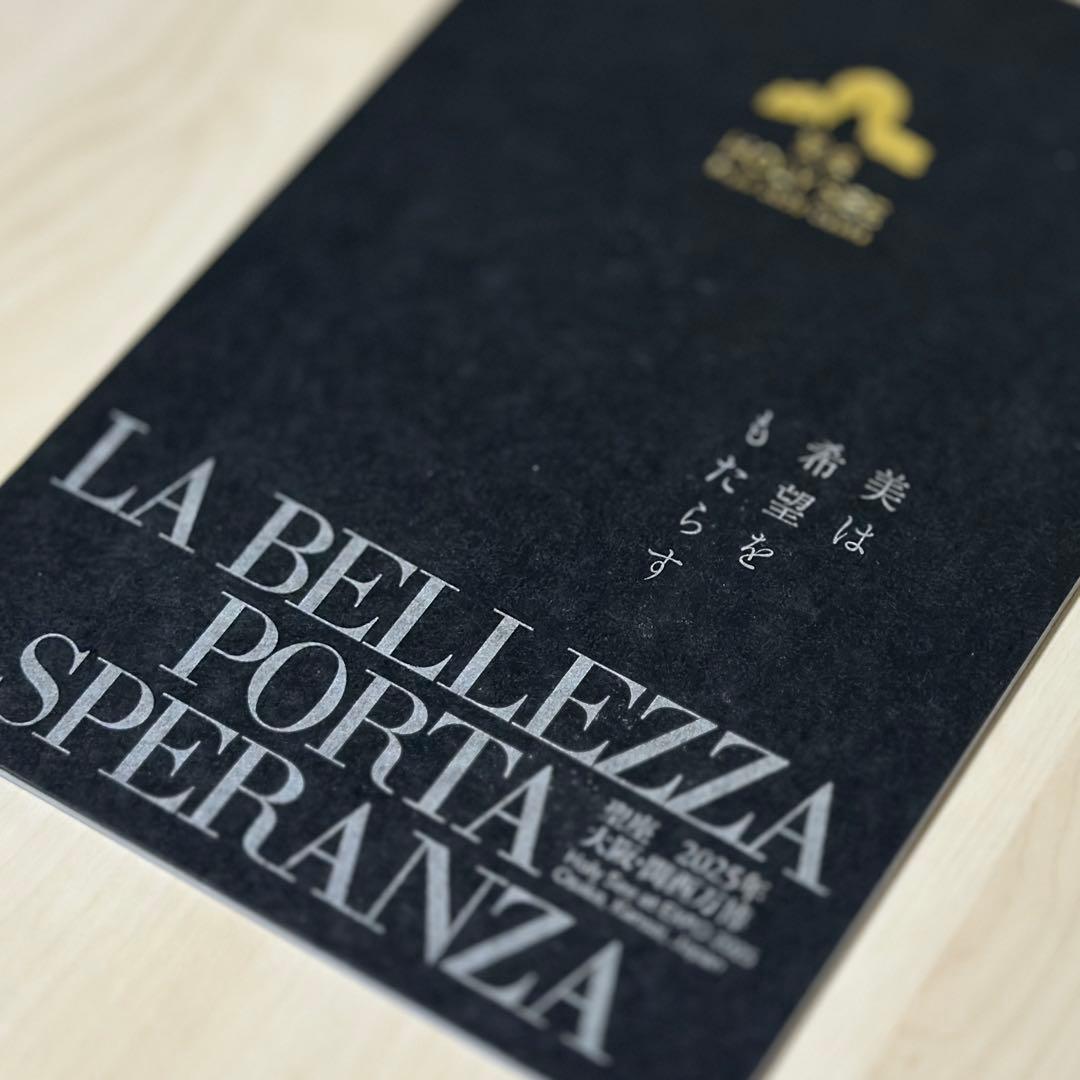 美は
希望を
もたらす
LA BELLEZZA
PORTA
SPERANZA
聖座 2025年
大阪・関西万博
Holy See at EXPO 2025
Osaka, Kansai, Japan